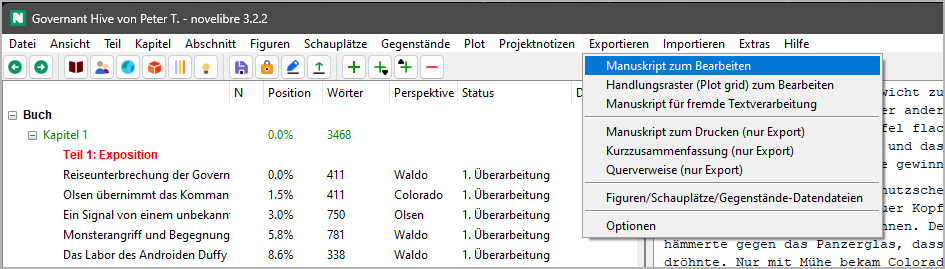 Governant Hive von Peter T. - novelibre 3.2.2
Datei Ansicht Teil Kapitel Abschnitt Figuren Schauplätze Gegenstände Plot Projektnotizen Exportieren Importieren Extras Hilfe
N Position Wörter Perspektive Status
Buch
Kapitel 1 0.0% 3468
Teil 1: Exposition
Reiseunterbrechung der Govern 0.0% 411 Waldo 1. Überarbeitung
Olsen übernimmt das Komman 1.5% 411 Colorado 1. Überarbeitung
Ein Signal von einem unbekann 3.0% 750 Olsen 1. Überarbeitung
Monsterangriff und Begegnung 5.8% 781 Waldo 1. Überarbeitung
Das Labor des Androiden Duffy 8.6% 338 Waldo 1. Überarbeitung
Manuskript zum Bearbeiten
Handlungsraster (Plot grid) zum Bearbeiten
Manuskript für fremde Textverarbeitung
Manuskript zum Drucken (nur Export)
Kurzzusammenfassung (nur Export)
Querverweise (nur Export)
Figuren/Schauplätze/Gegenstände-Datendateien
Optionen
wicht zu
er ander
fel flac
und das
e gewinn
nutzsche
uer Kopf
nnen. De
hämmerte gegen das Panzerglas, dass
dröhnte. Nur mit Mühe bekam Colorad